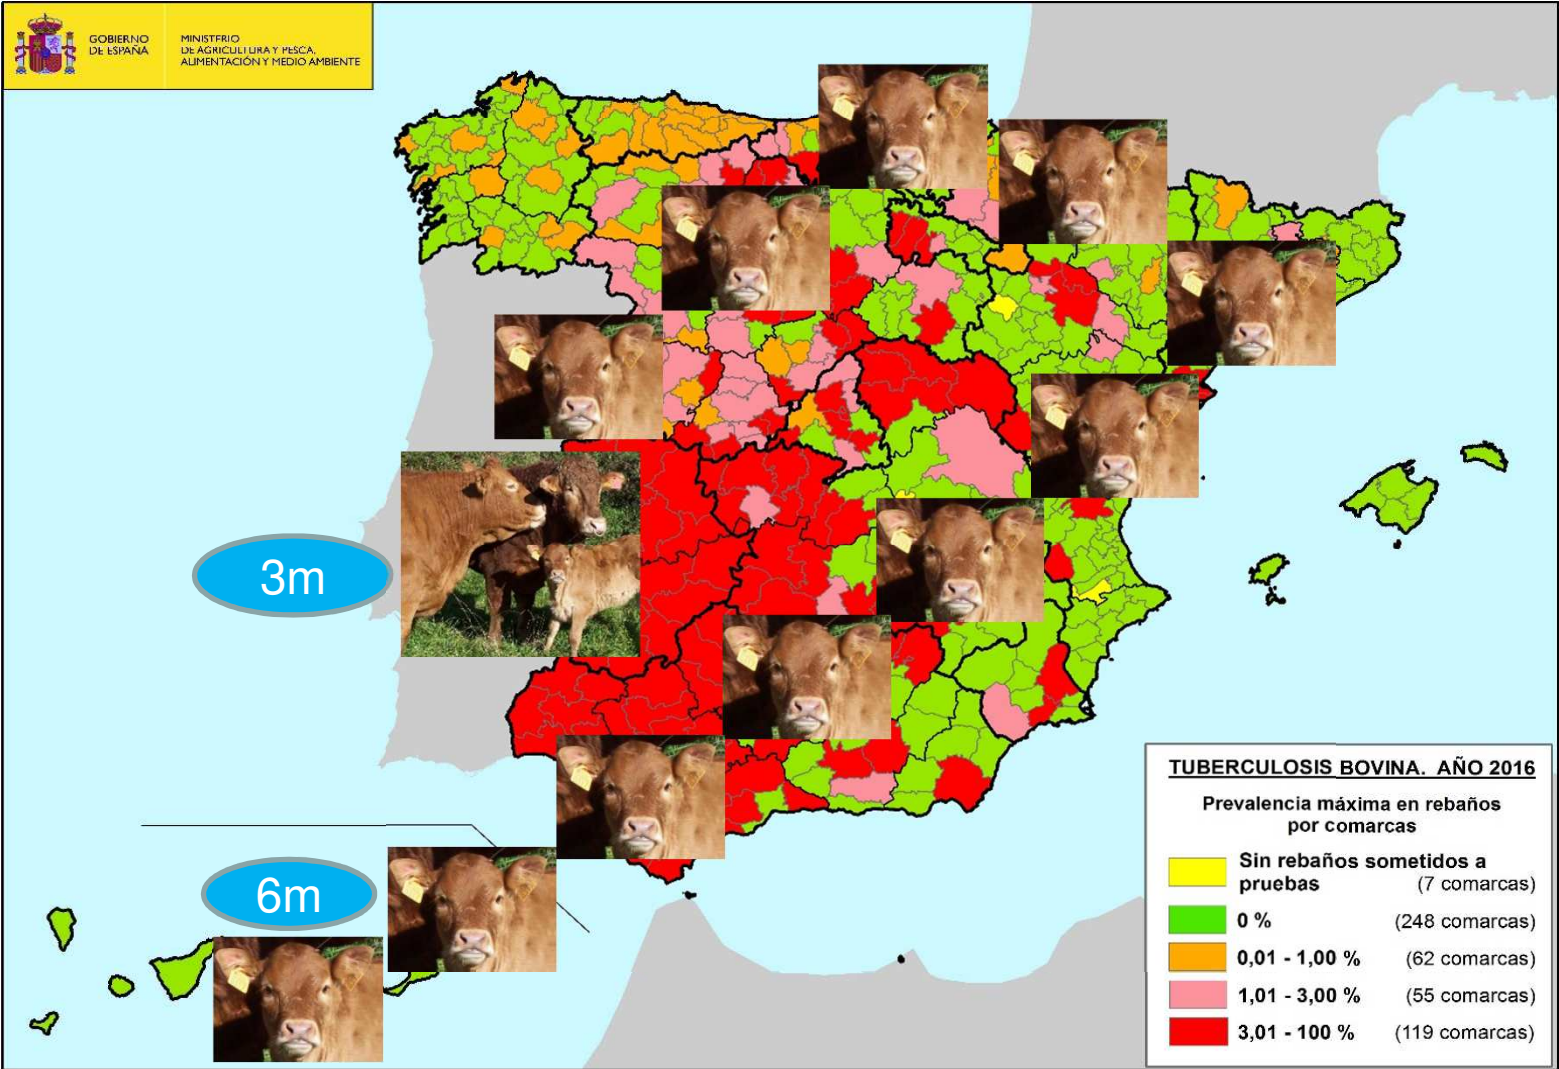 GOBIERNO
DE ESPAÑA
MINISTERIO
DE AGRICULTURA Y PESCA,
ALIMENTACIÓN Y MEDIO AMBIENTE
3m
6m
TUBERCULOSIS BOVINA. AÑO 2016
Prevalencia máxima en rebaños
por comarcas
Sin rebaños sometidos a
pruebas (7 comarcas)
0 % (248 comarcas)
0,01 - 1,00 % (62 comarcas)
1,01 - 3,00 % (55 comarcas)
3,01 - 100 % (119 comarcas)